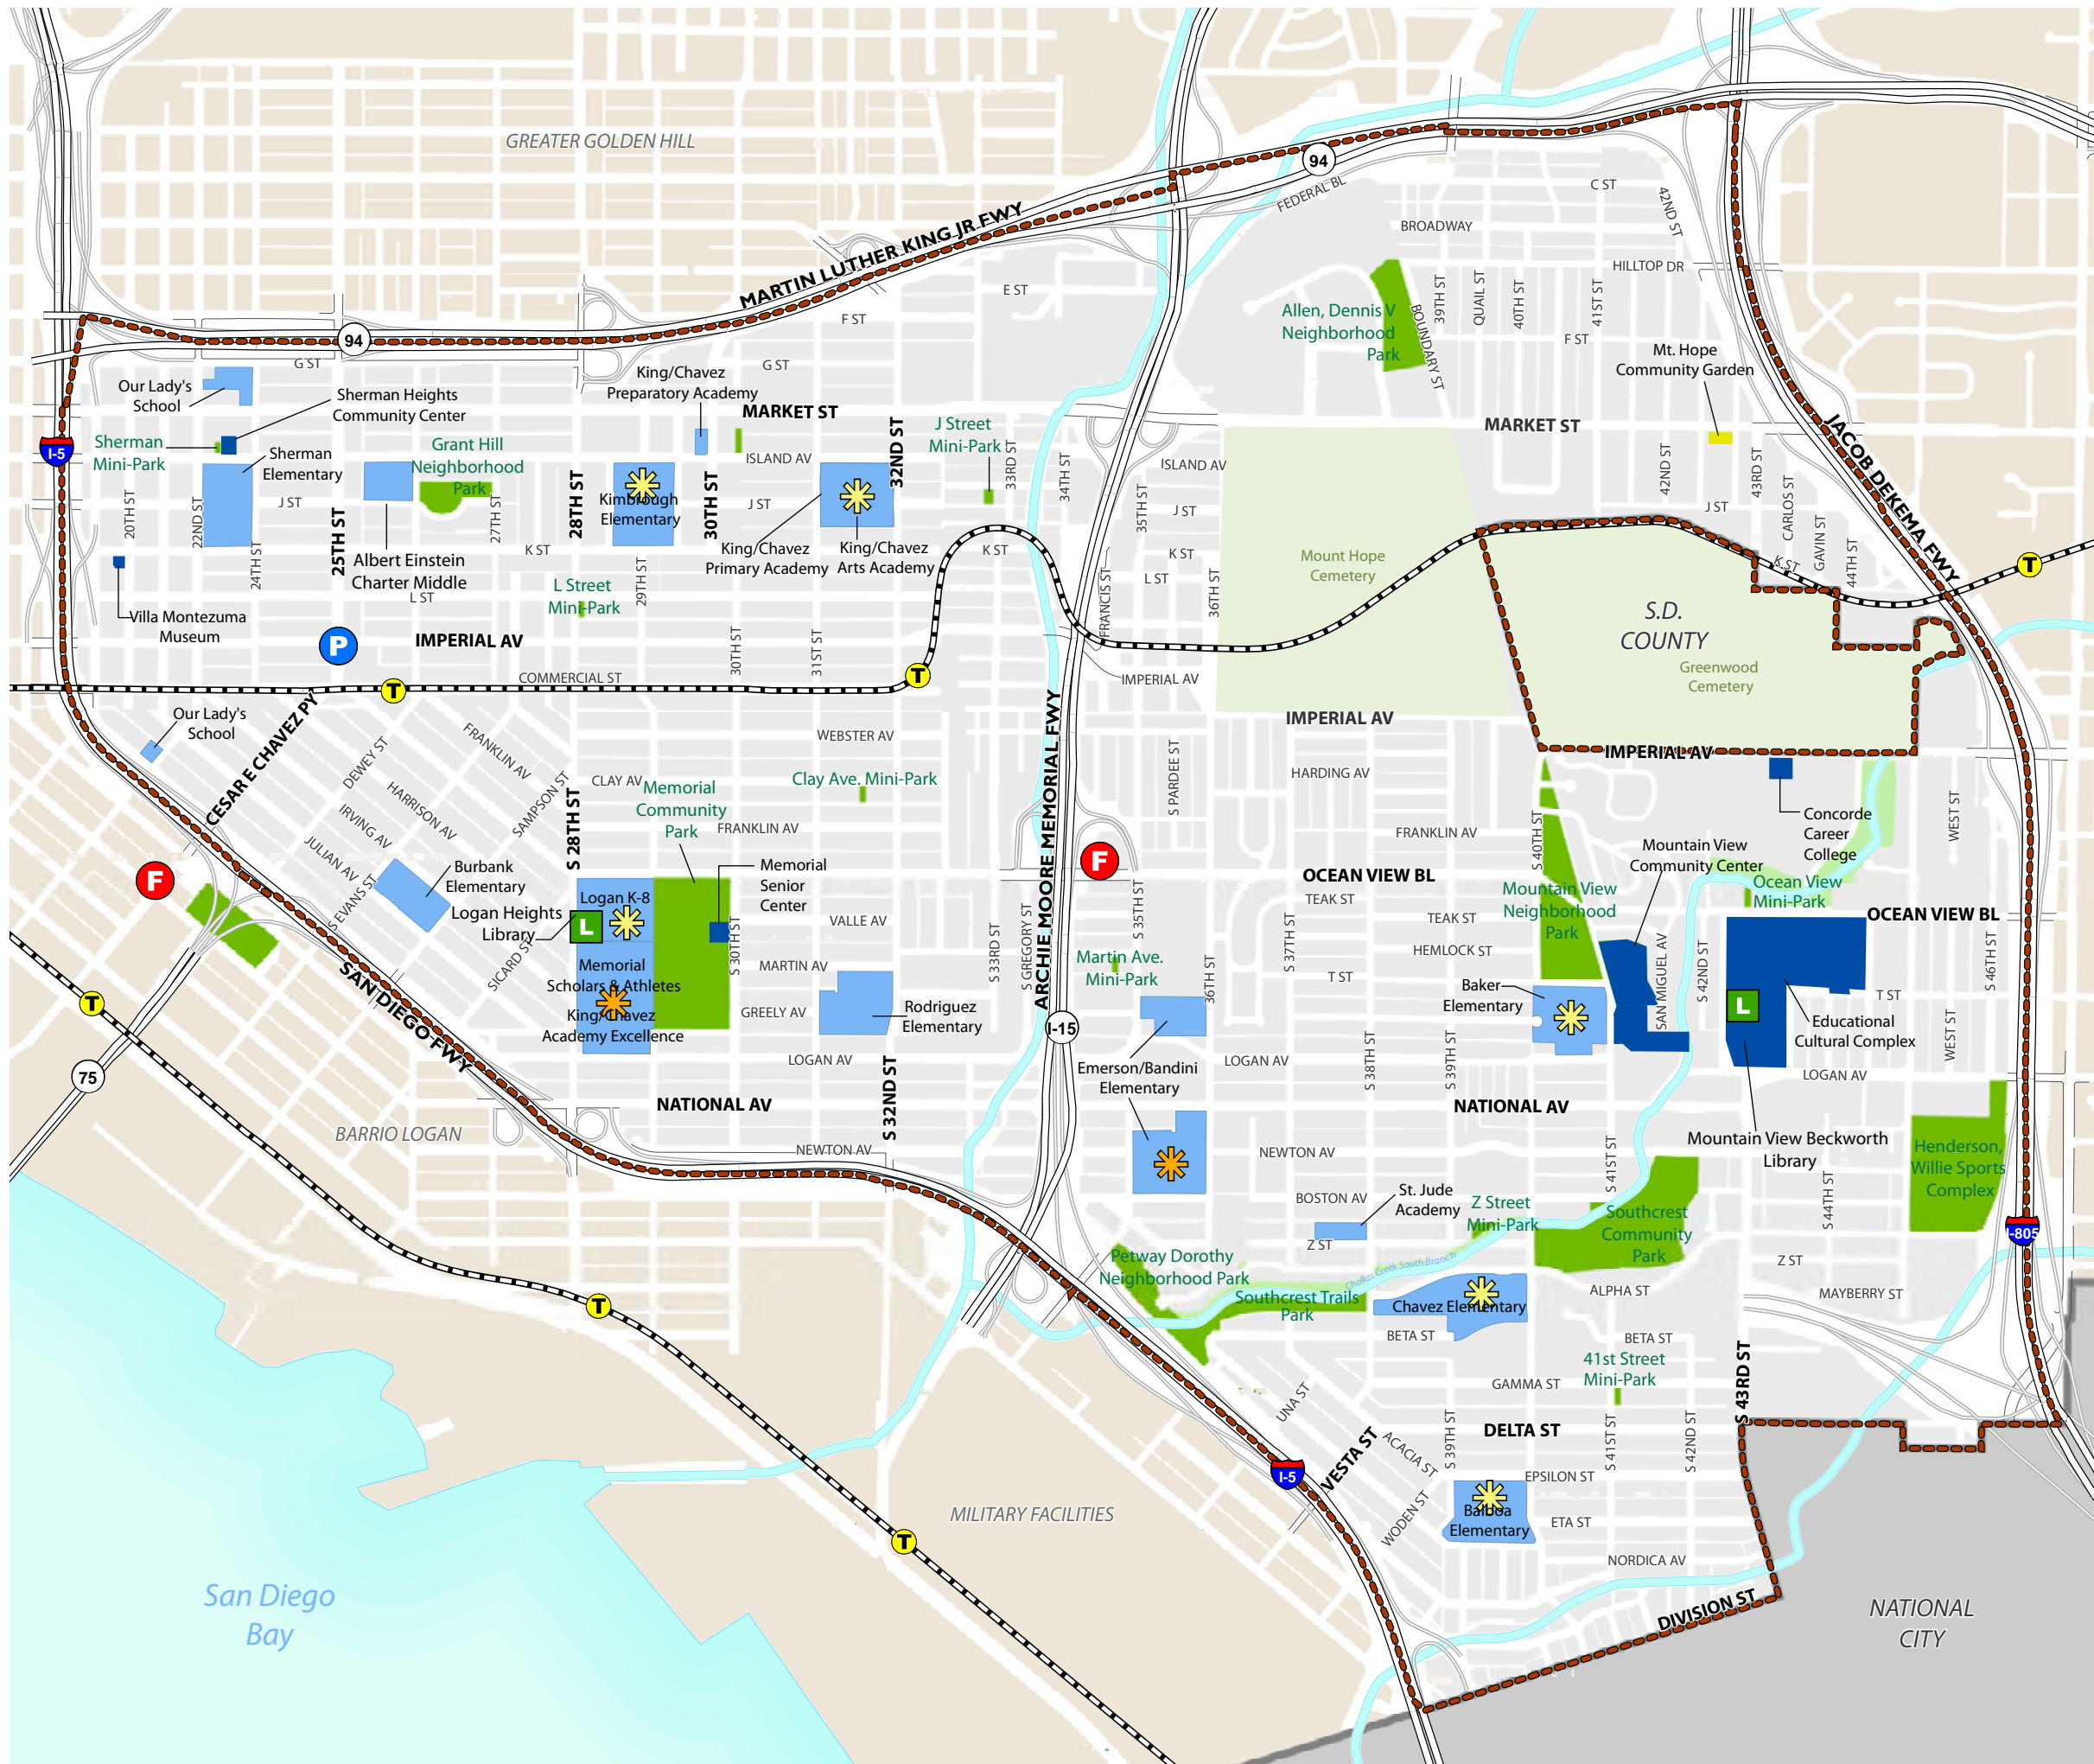 GREATER GOLDEN HILL
94
FEDERAL BL
C ST
42ND ST
BROADWAY
MARTIN LUTHER KING JR FWY
HILLTOP DR
E ST
F ST
Allen, Dennis V
Neighborhood
Park
BOUNDARY ST
39TH ST
QUAIL ST
40TH ST
41ST ST
F ST
94
G ST
G ST
Mt. Hope
Community Garden
Our Lady's
School
Sherman Heights
Community Center
King/Chavez
Preparatory Academy
MARKET ST
MARKET ST
JACOB DEKEMA FWY
I-5
Sherman
Mini-Park
Sherman
Elementary
Grant Hill
Neighborhood
Park
ISLAND AV
32ND ST
J Street
Mini-Park
33RD ST
34TH ST
ISLAND AV
42ND ST
43RD ST
20TH ST
22ND ST
J ST
27TH ST
28TH ST
Kimbrough
Elementary
30TH ST
J ST
35TH ST
J ST
J ST
CARLOS ST
GAVIN ST
44TH ST
24TH ST
25TH ST
Albert Einstein
Charter Middle
K ST
King/Chavez
Primary Academy
King/Chavez
Arts Academy
K ST
K ST
K ST
Mount Hope
Cemetery
T
L ST
L Street
Mini-Park
29TH ST
FRANCIS ST
L ST
36TH ST
Villa Montezuma
Museum
P
IMPERIAL AV
30TH ST
31ST ST
S.D.
COUNTY
Greenwood
Cemetery
COMMERCIAL ST
T
T
IMPERIAL AV
IMPERIAL AV
IMPERIAL AV
Our Lady's
School
CESAR E CHAVEZ PY
DEWEY ST
FRANKLIN AV
WEBSTER AV
S PARDEE ST
HARDING AV
IRVING AV
HARRISON AV
SAMPSON ST
CLAY AV
Memorial
Community
Park
Clay Ave. Mini-Park
ARCHIE MOORE MEMORIAL FWY
Concorde
Career
College
WEST ST
JULIAN AV
S 28TH ST
FRANKLIN AV
FRANKLIN AV
S 40TH ST
Mountain View
Community Center
F
Burbank
Elementary
Memorial
Senior
Center
F
OCEAN VIEW BL
Ocean View
Mini-Park
S EVANS ST
Logan Heights
Library
L
Logan K-8
TEAK ST
TEAK ST
Mountain View
Neighborhood
Park
OCEAN VIEW BL
S 35TH ST
VALLE AV
S 30TH ST
S 33RD ST
S GREGORY ST
S 37TH ST
HEMLOCK ST
SAN MIGUEL AV
S 42ND ST
S 46TH ST
SICARD ST
Memorial
Scholars & Athletes
MARTIN AV
Martin Ave.
Mini-Park
36TH ST
T ST
SAN DIEGO FWY
King/Chavez
Academy Excellence
GREELY AV
Rodriguez
Elementary
Baker
Elementary
L
T ST
T
I-15
Educational
Cultural Complex
WEST ST
75
LOGAN AV
S 32ND ST
Emerson/Bandini
Elementary
LOGAN AV
S 38TH ST
S 39TH ST
LOGAN AV
NATIONAL AV
NATIONAL AV
BARRIO LOGAN
NEWTON AV
NEWTON AV
S 41ST ST
Mountain View Beckworth
Library
Henderson,
Willie Sports
Complex
BOSTON AV
St. Jude
Academy
Z Street
Mini-Park
Southcrest
Community
Park
S 44TH ST
I-805
Petway Dorothy
Neighborhood Park
Z ST
Chollas Creek South Branch
Z ST
T
Southcrest Trails
Park
Chavez Elementary
ALPHA ST
MAYBERRY ST
BETA ST
BETA ST
41st Street
Mini-Park
S 43RD ST
GAMMA ST
UNA ST
DELTA ST
S 39TH ST
S 41ST ST
S 42ND ST
VESTA ST
ACACIA ST
I-5
EPSILON ST
MILITARY FACILITIES
WODEN ST
Balboa
Elementary
ETA ST
T
NORDICA AV
San Diego
Bay
DIVISION ST
NATIONAL
CITY